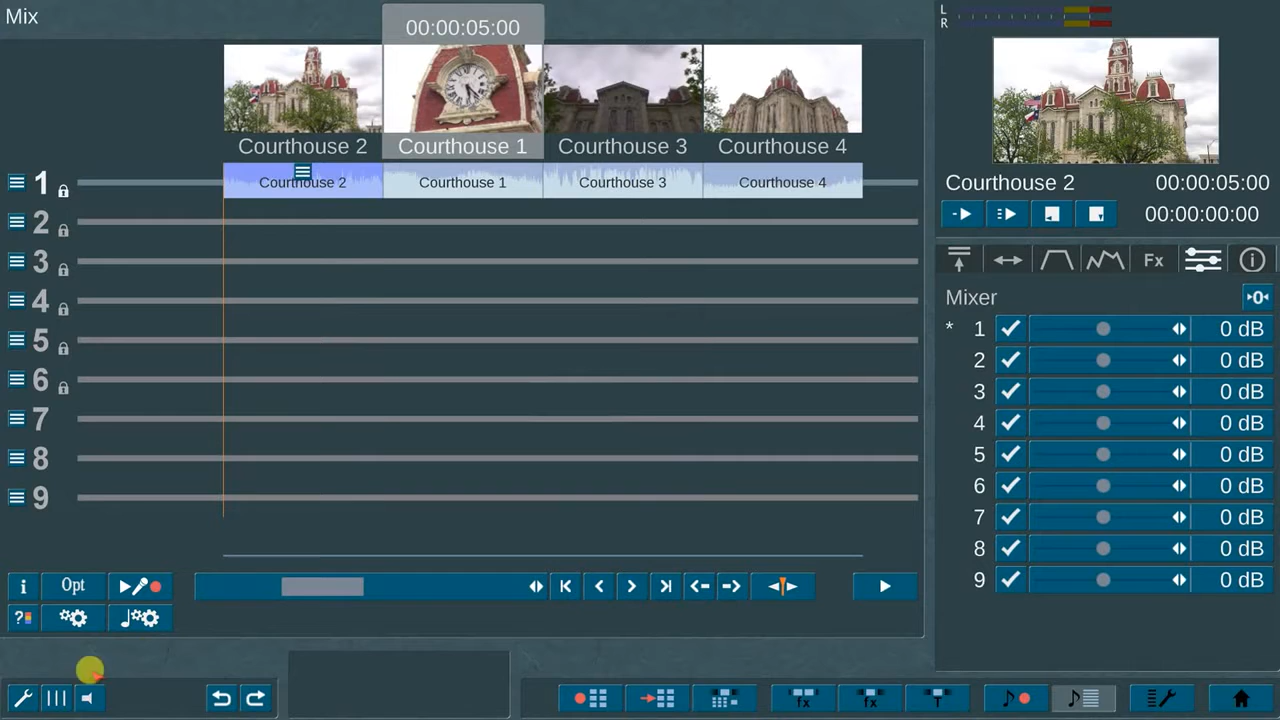 Mix
00:00:05:00
Courthouse 2
Courthouse 1
Courthouse 3
Courthouse 4
1
Courthouse 2
Courthouse 1
Courthouse 3
Courthouse 4
2
3
4
5
6
7
8
9
i
Opt
?
L
R
Courthouse 2
00:00:05:00
00:00:00:00
Fx
i
Mixer
0
* 1 0 dB
2 0 dB
3 0 dB
4 0 dB
5 0 dB
6 0 dB
7 0 dB
8 0 dB
9 0 dB
fx
fx
T